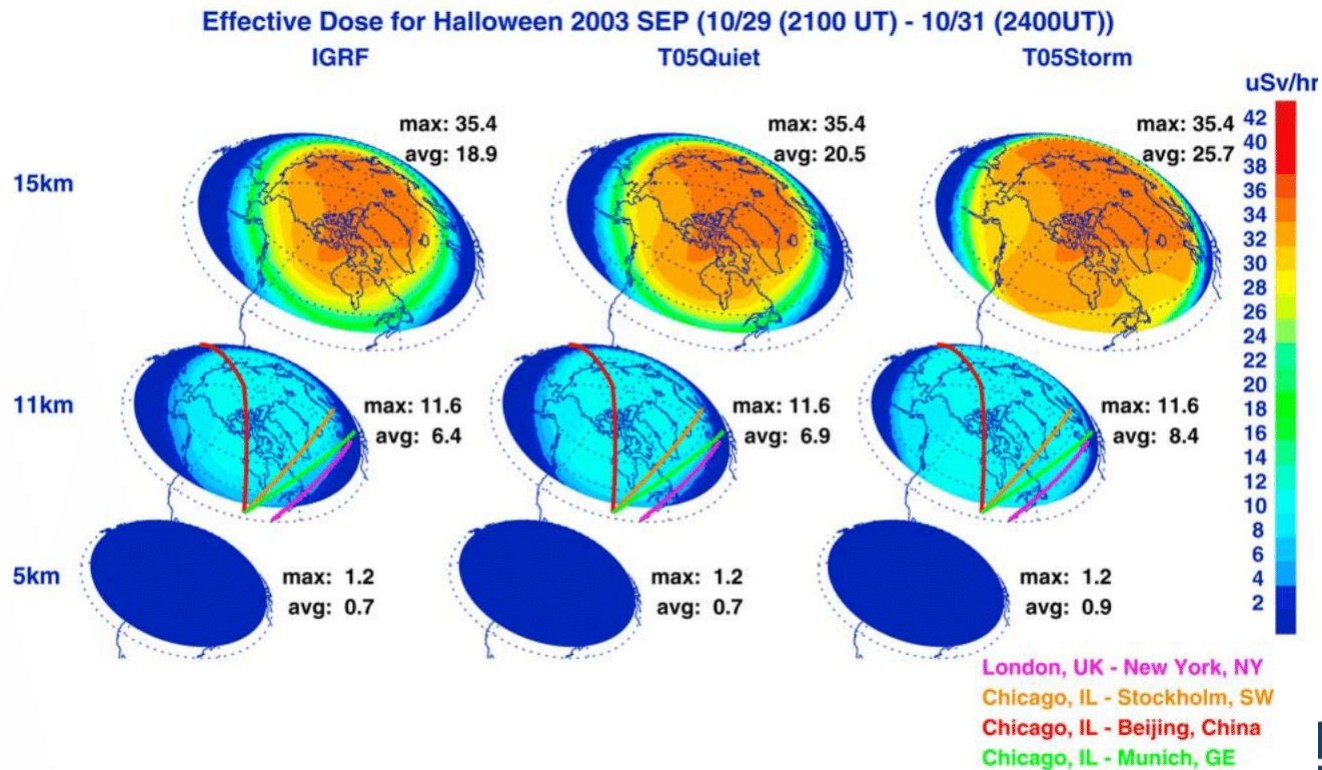 Effective Dose for Halloween 2003 SEP (10/29 (2100 UT) - 10/31 (2400UT))
IGRF T05Quiet T05Storm
uSv/hr
15km
max: 35.4
avg: 18.9
max: 35.4
avg: 20.5
max: 35.4
avg: 25.7
11km
max: 11.6
avg: 6.4
max: 11.6
avg: 6.9
max: 11.6
avg: 8.4
5km
max: 1.2
avg: 0.7
max: 1.2
avg: 0.7
max: 1.2
avg: 0.9
42
40
38
36
34
32
30
28
26
24
22
20
18
16
14
12
10
8
6
4
2
London, UK - New York, NY
Chicago, IL - Stockholm, SW
Chicago, IL - Beijing, China
Chicago, IL - Munich, GE